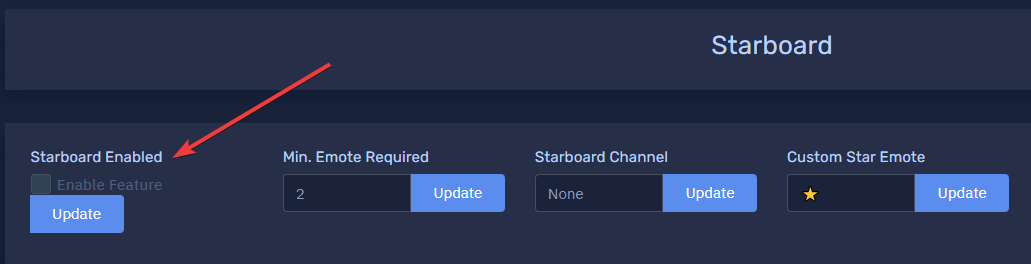 Starboard
Starboard Enabled
Enable Feature
Update
Min. Emote Required
2
Update
Starboard Channel
None
Update
Custom Star Emote
Update